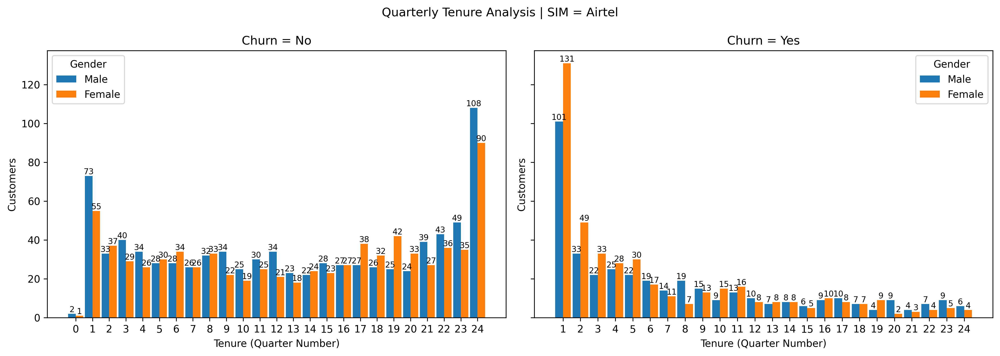 Quarterly Tenure Analysis | SIM = Airtel
Churn = No
Gender
Male
Female
Customers
120
100
80
60
40
20
0
2 1 73 55 33 37 40 29 34 26 28 30 28 34 26 26 32 33 34 22 25 19 30 25 34 21 23 18 22 24 28 23 27 27 27 38 26 32 25 42 24 33 39 27 43 36 49 35 108 90
0 1 2 3 4 5 6 7 8 9 10 11 12 13 14 15 16 17 18 19 20 21 22 23 24
Tenure (Quarter Number)
Churn = Yes
Gender
Male
Female
Customers
101 131 33 49 22 33 25 28 22 30 19 17 14 11 19 7 15 13 9 15 13 16 10 8 7 8 8 8 6 5 9 10 10 8 7 7 4 9 9 2 4 3 7 4 9 5 6 4
1 2 3 4 5 6 7 8 9 10 11 12 13 14 15 16 17 18 19 20 21 22 23 24
Tenure (Quarter Number)